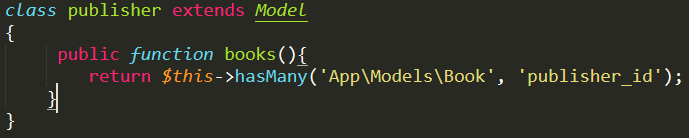 class publisher extends Model
{
public function books(){
return $this->hasMany('App\Models\Book', 'publisher_id');
}
}